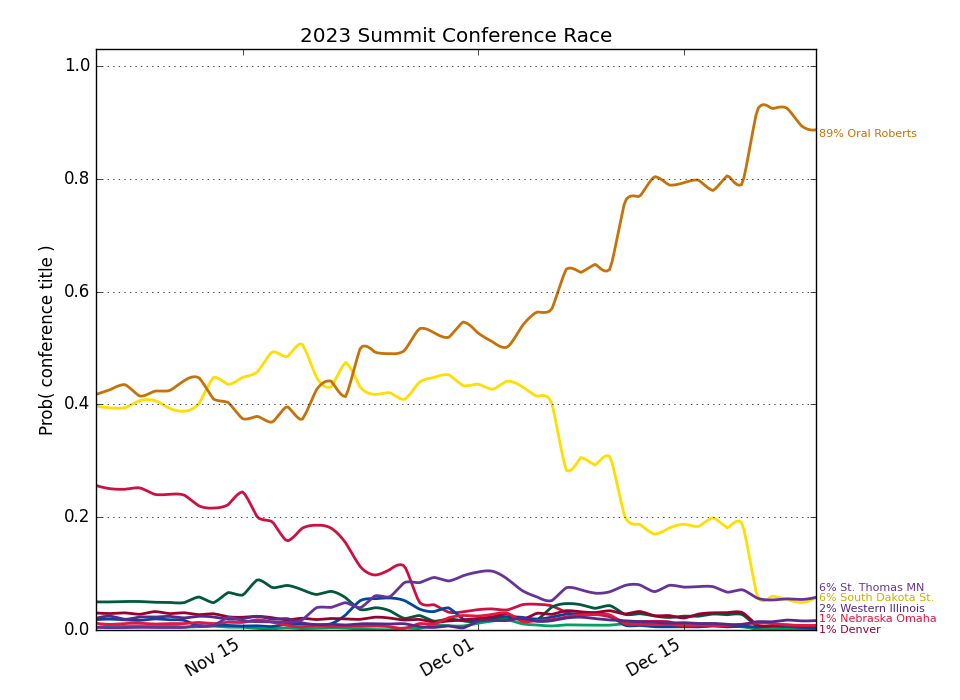 2023 Summit Conference Race
Prob( conference title )
1.0
0.8
0.6
0.4
0.2
0.0
Nov 15
Dec 01
Dec 15
89% Oral Roberts
6% St. Thomas MN
6% South Dakota St.
2% Western Illinois
1% Nebraska Omaha
1% Denver